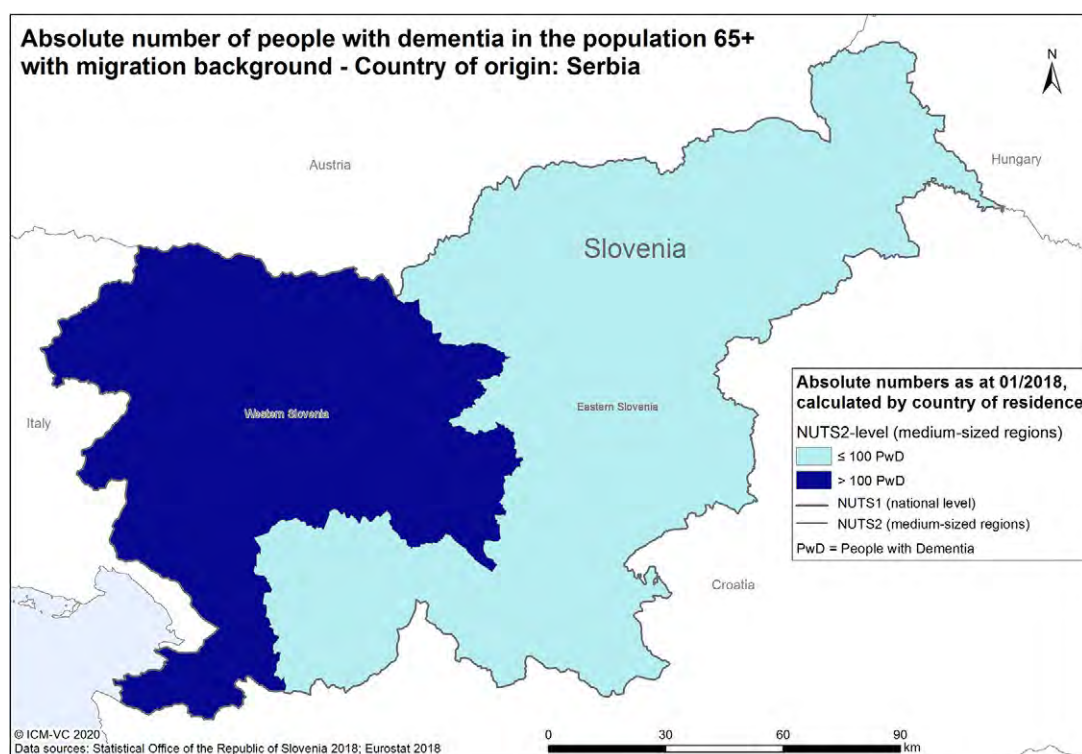 Absolute number of people with dementia in the population 65+
with migration background - Country of origin: Serbia
N
Austria
Hungary
Slovenia
Italy
Western Slovenia
Eastern Slovenia
Croatia
Absolute numbers as at 01/2018,
calculated by country of residence
NUTS2-level (medium-sized regions)
≤ 100 PwD
> 100 PwD
NUTS1 (national level)
NUTS2 (medium-sized regions)
PwD = People with Dementia
© ICM-VC 2020
Data sources: Statistical Office of the Republic of Slovenia 2018; Eurostat 2018
0 30 60 90
km